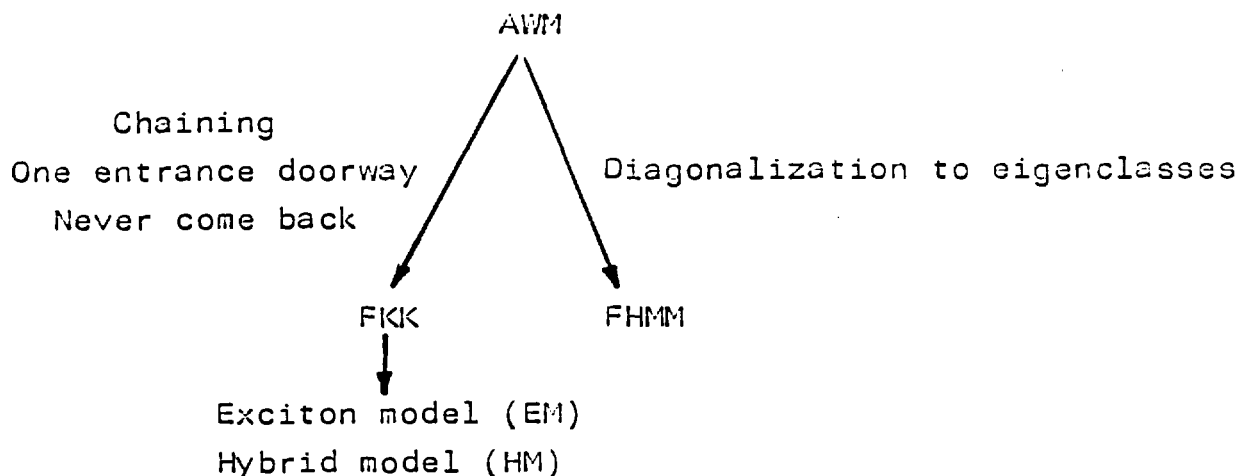 AWM
Chaining
One entrance doorway
Never come back
Diagonalization to eigenclasses
FKK
FHMM
Exciton model (EM)
Hybrid model (HM)